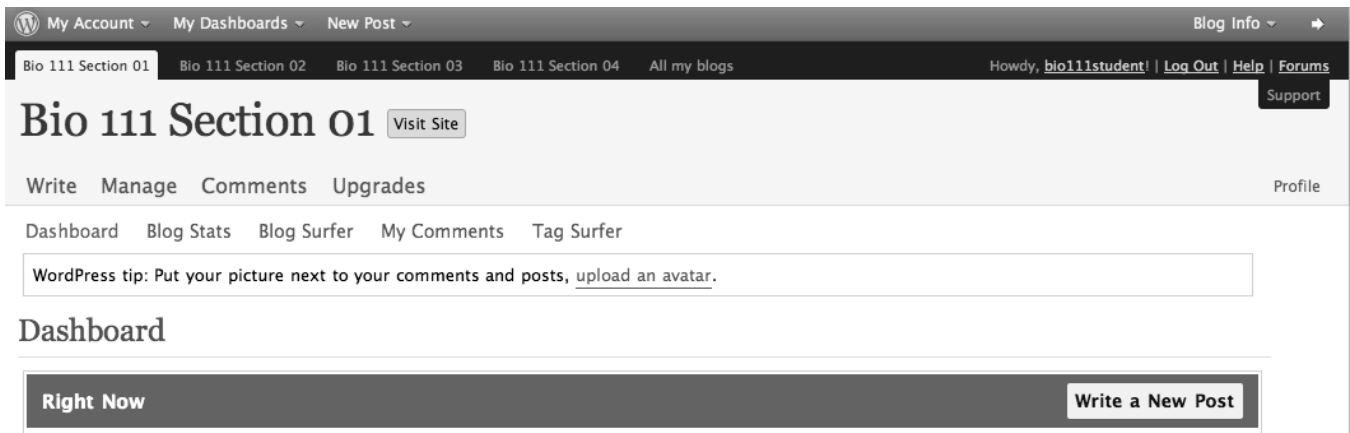 My Account My Dashboards New Post Blog Info
Bio 111 Section 01 Bio 111 Section 02 Bio 111 Section 03 Bio 111 Section 04 All my blogs Howdy, bio111student! | Log Out | Help | Forums
Support
Bio 111 Section 01 Visit Site
Write Manage Comments Upgrades Profile
Dashboard Blog Stats Blog Surfer My Comments Tag Surfer
WordPress tip: Put your picture next to your comments and posts, upload an avatar.
Dashboard
Right Now Write a New Post